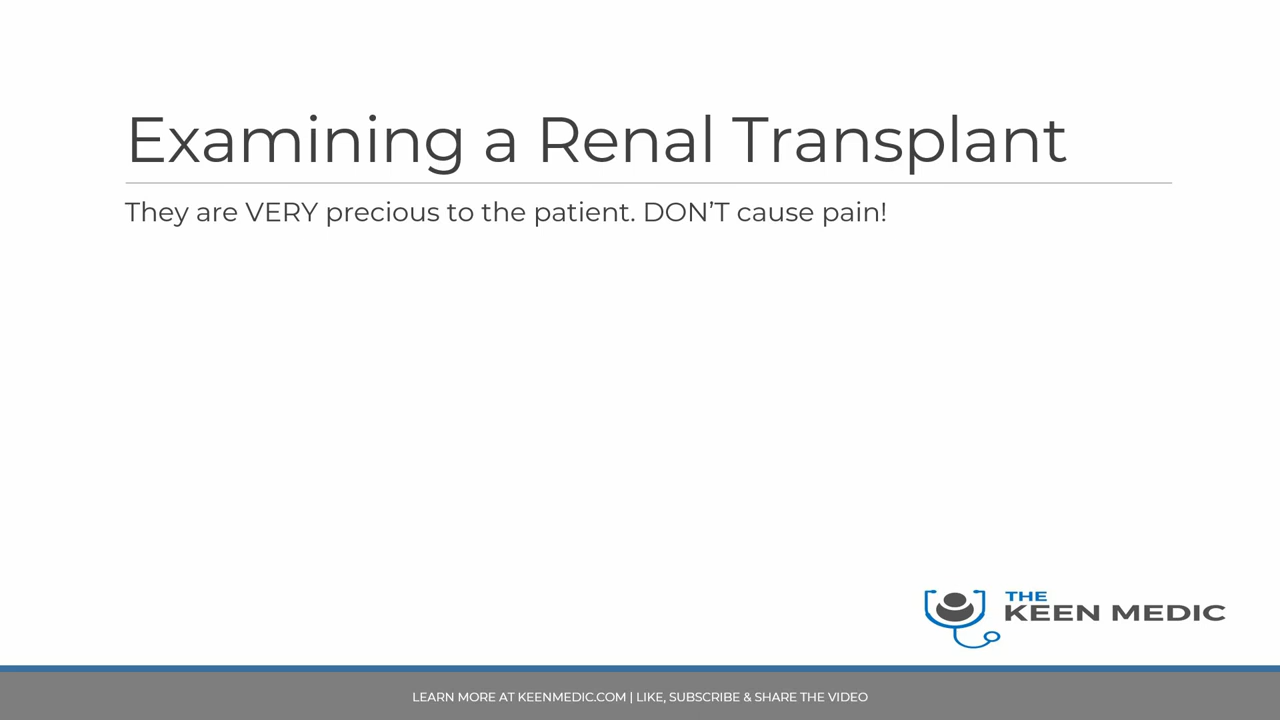 Examining a Renal Transplant
They are VERY precious to the patient. DON’T cause pain!
THE
KEEN MEDIC
LEARN MORE AT KEENMEDIC.COM | LIKE, SUBSCRIBE & SHARE THE VIDEO